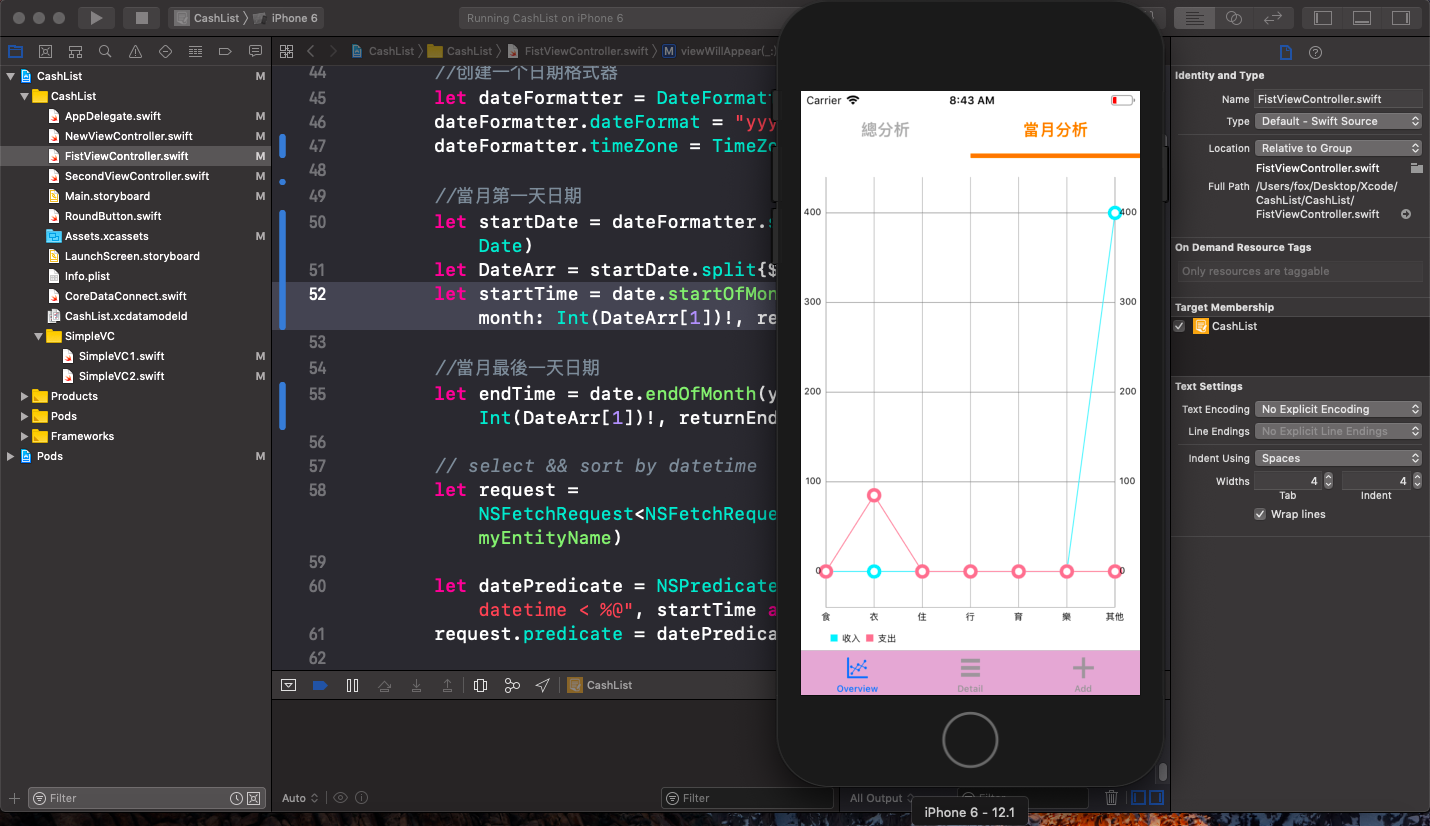 CashList
iPhone 6
Running CashList on iPhone 6
CashList
CashList
FistViewController.swift
viewWillAppear(_:)
CashList M
CashList
AppDelegate.swift M
NewViewController.swift M
FistViewController.swift M
SecondViewController.swift M
Main.storyboard M
RoundButton.swift
Assets.xcassets M
LaunchScreen.storyboard
Info.plist
CoreDataConnect.swift
CashList.xcdatamodeld
SimpleVC
SimpleVC1.swift M
SimpleVC2.swift M
Products
Pods
Frameworks
Pods M
Filter
44 //创建一个日期格式器
45 let dateFormatter = DateFormatt
46 dateFormatter.dateFormat = "yyy
47 dateFormatter.timeZone = TimeZo
48
49 //當月第一天日期
50 let startDate = dateFormatter.s
Date)
51 let DateArr = startDate.split{$
52 let startTime = date.startOfMon
month: Int(DateArr[1])!, re
53
54 //當月最後一天日期
55 let endTime = date.endOfMonth(y
Int(DateArr[1])!, returnEnd
56
57 // select && sort by datetime
58 let request =
NSFetchRequest<NSFetchReque
myEntityName)
59
60 let datePredicate = NSPredicate
datetime < %@", startTime a
61 request.predicate = datePredica
62
CashList
Auto
Filter
All Output
Filter
Carrier 8:43 AM
總分析 當月分析
400 400
300 300
200 200
100 100
0 0
食 衣 住 行 育 樂 其他
收入 支出
Overview Detail Add
iPhone 6 - 12.1
Identity and Type
Name FistViewController.swift
Type Default - Swift Source
Location Relative to Group
FistViewController.swift
Full Path /Users/fox/Desktop/Xcode/
CashList/CashList/
FistViewController.swift
On Demand Resource Tags
Only resources are taggable
Target Membership
CashList
Text Settings
Text Encoding No Explicit Encoding
Line Endings No Explicit Line Endings
Indent Using Spaces
Widths 4 4
Tab Indent
Wrap lines